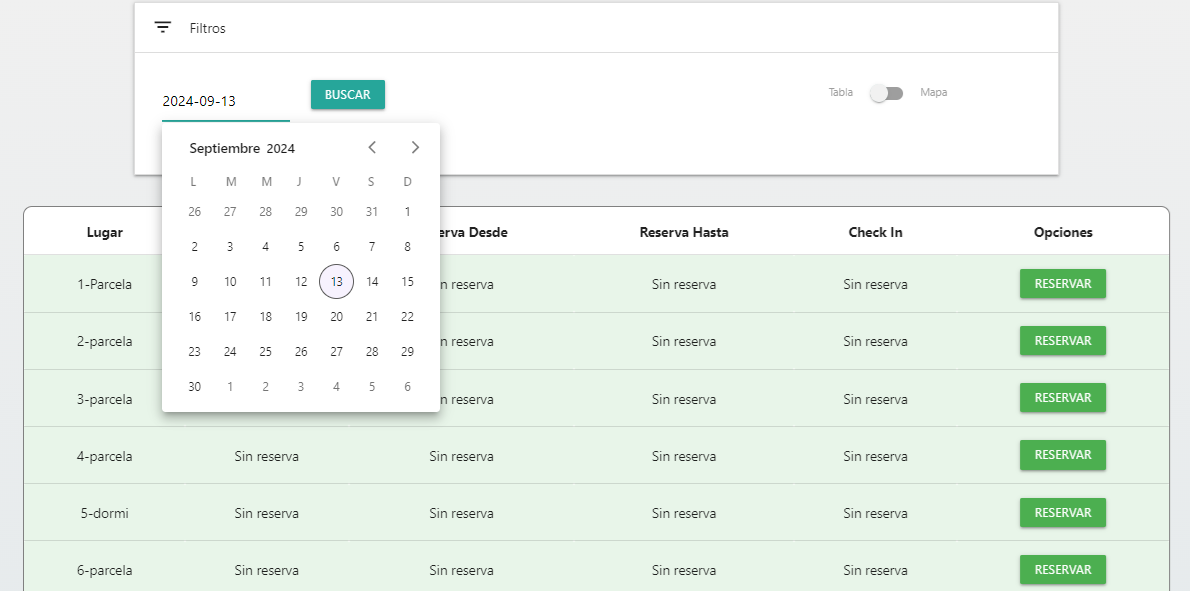 Filtros
2024-09-13
BUSCAR
Tabla
Mapa
Septiembre 2024
L M M J V S D
26 27 28 29 30 31 1
2 3 4 5 6 7 8
9 10 11 12 13 14 15
16 17 18 19 20 21 22
23 24 25 26 27 28 29
30 1 2 3 4 5 6
Lugar erva Desde Reserva Hasta Check In Opciones
1-Parcela n reserva Sin reserva Sin reserva RESERVAR
2-parcela n reserva Sin reserva Sin reserva RESERVAR
3-parcela n reserva Sin reserva Sin reserva RESERVAR
4-parcela Sin reserva Sin reserva Sin reserva Sin reserva RESERVAR
5-dormi Sin reserva Sin reserva Sin reserva Sin reserva RESERVAR
6-parcela Sin reserva Sin reserva Sin reserva Sin reserva RESERVAR